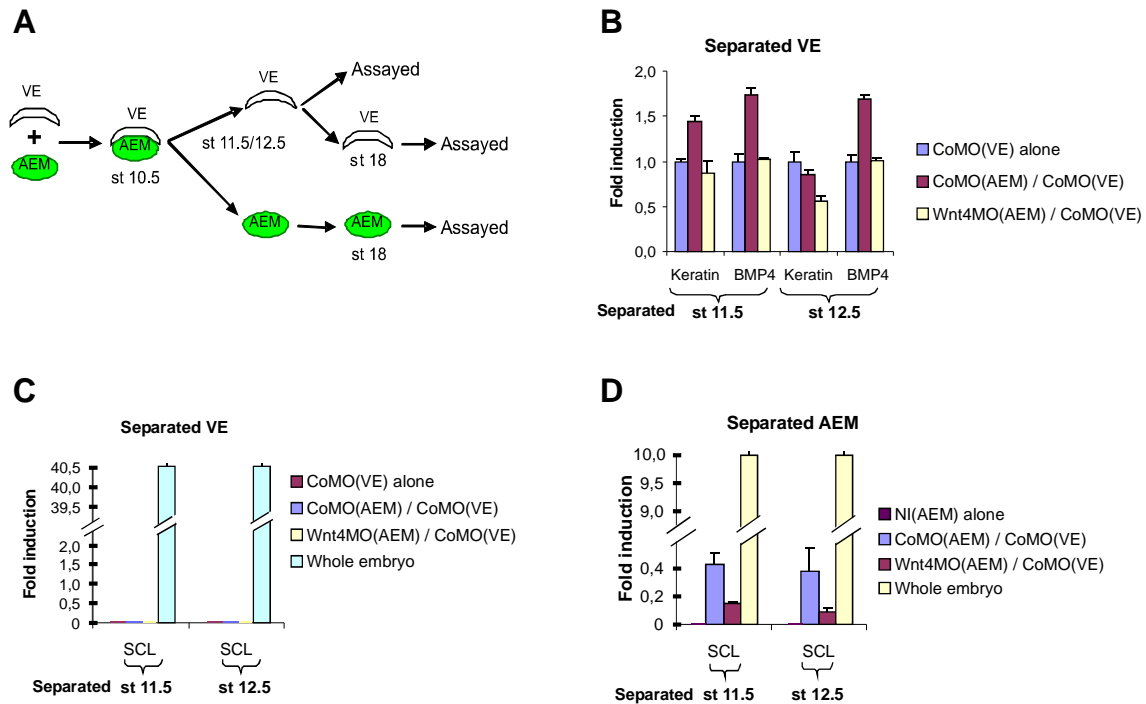 A
VE
+
AEM
VE
AEM
st 10.5
VE
st 11.5/12.5
Assayed
VE
st 18
Assayed
AEM
AEM
st 18
Assayed
B
Separated VE
Fold induction
2,0
1,5
1,0
0,5
0,0
Keratin BMP4 Keratin BMP4
Separated st 11.5 st 12.5
CoMO(VE) alone
CoMO(AEM) / CoMO(VE)
Wnt4MO(AEM) / CoMO(VE)
C
Separated VE
Fold induction
40,5
40,0
39,5
2,0
1,5
1,0
0,5
0
SCL SCL
Separated st 11.5 st 12.5
CoMO(VE) alone
CoMO(AEM) / CoMO(VE)
Wnt4MO(AEM) / CoMO(VE)
Whole embryo
D
Separated AEM
Fold induction
10,0
9,5
9,0
0,4
0,2
0
SCL SCL
Separated st 11.5 st 12.5
NI(AEM) alone
CoMO(AEM) / CoMO(VE)
Wnt4MO(AEM) / CoMO(VE)
Whole embryo